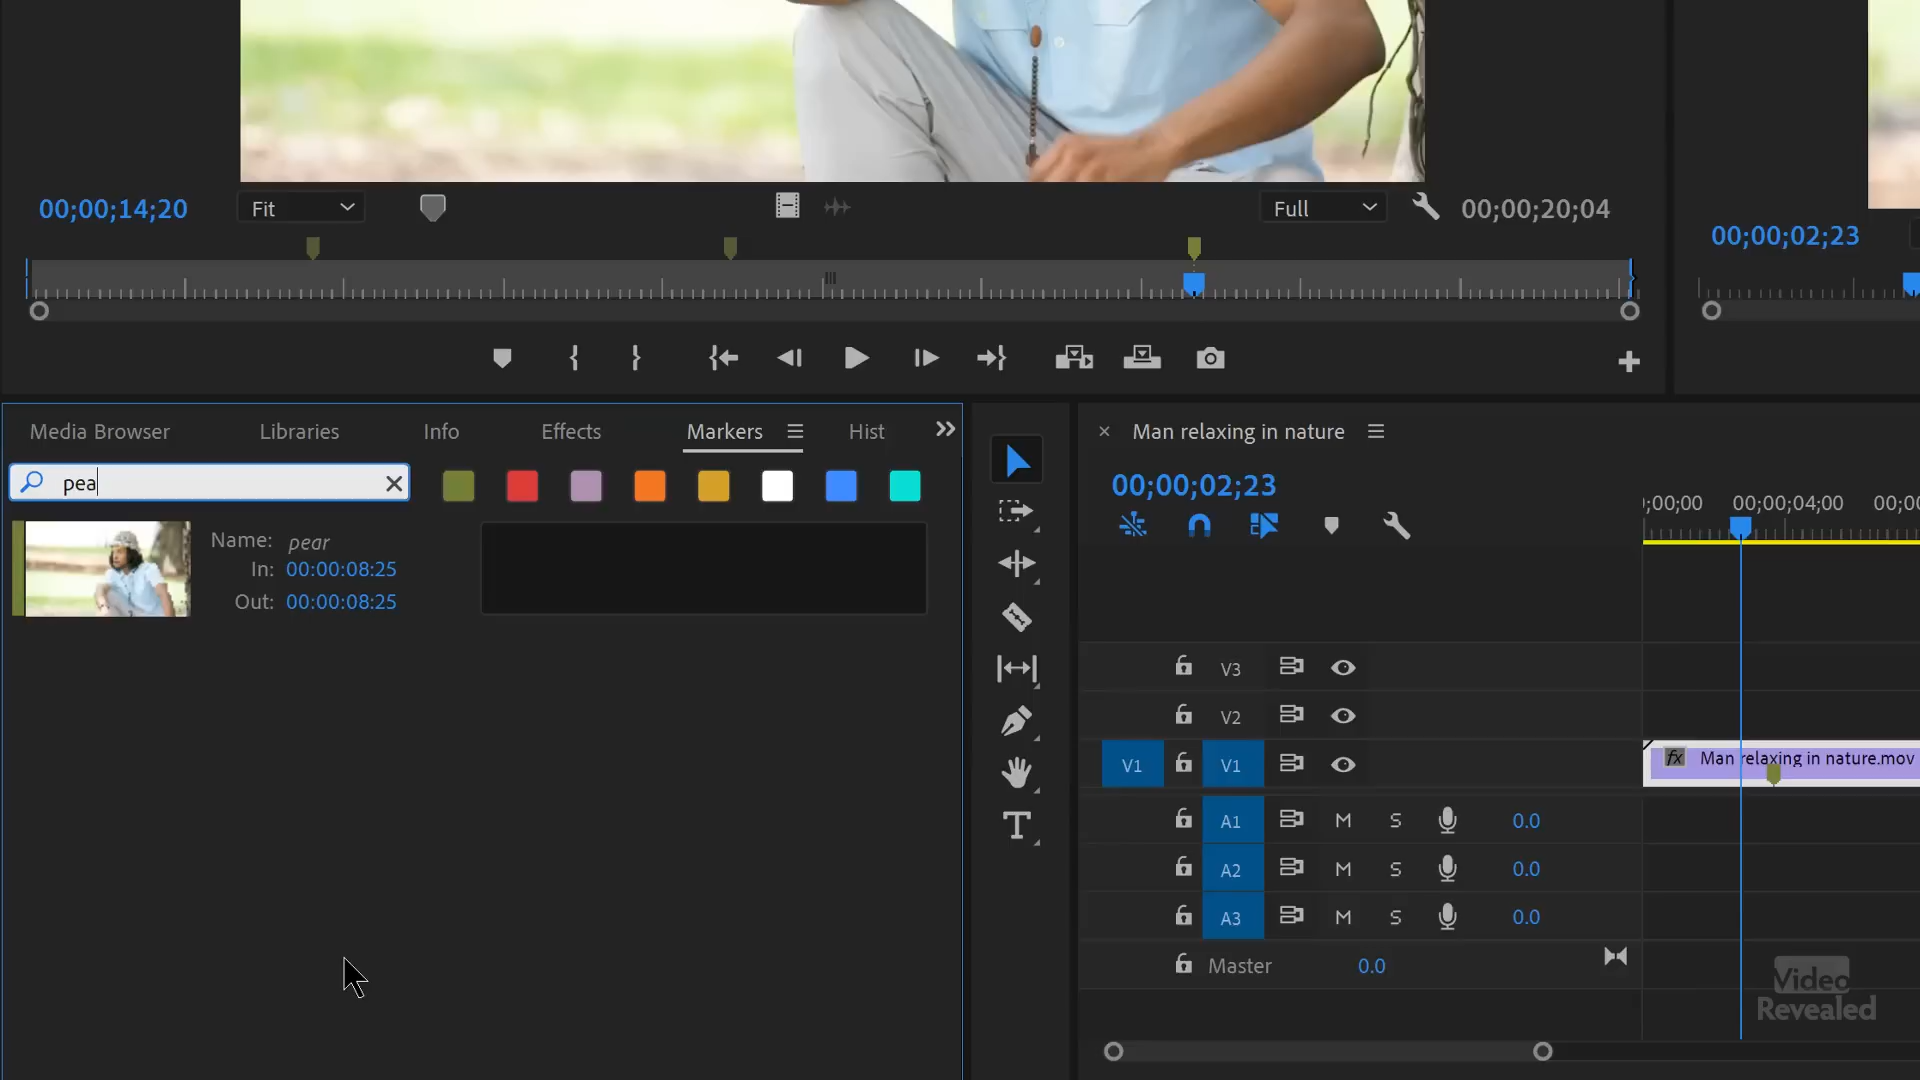 00;00;14;20
Fit
Full
00;00;20;04
00;00;02;23
Media Browser
Libraries
Info
Effects
Markers
Hist
pea
Name: pear
In: 00:00:08:25
Out: 00:00:08:25
Man relaxing in nature
00;00;02;23
;00;00
00;00;04;00
00;00
V3
V2
V1
V1
fx
Man relaxing in nature.mov
A1
M
S
0.0
A2
M
S
0.0
A3
M
S
0.0
Master
0.0
Video
Revealed